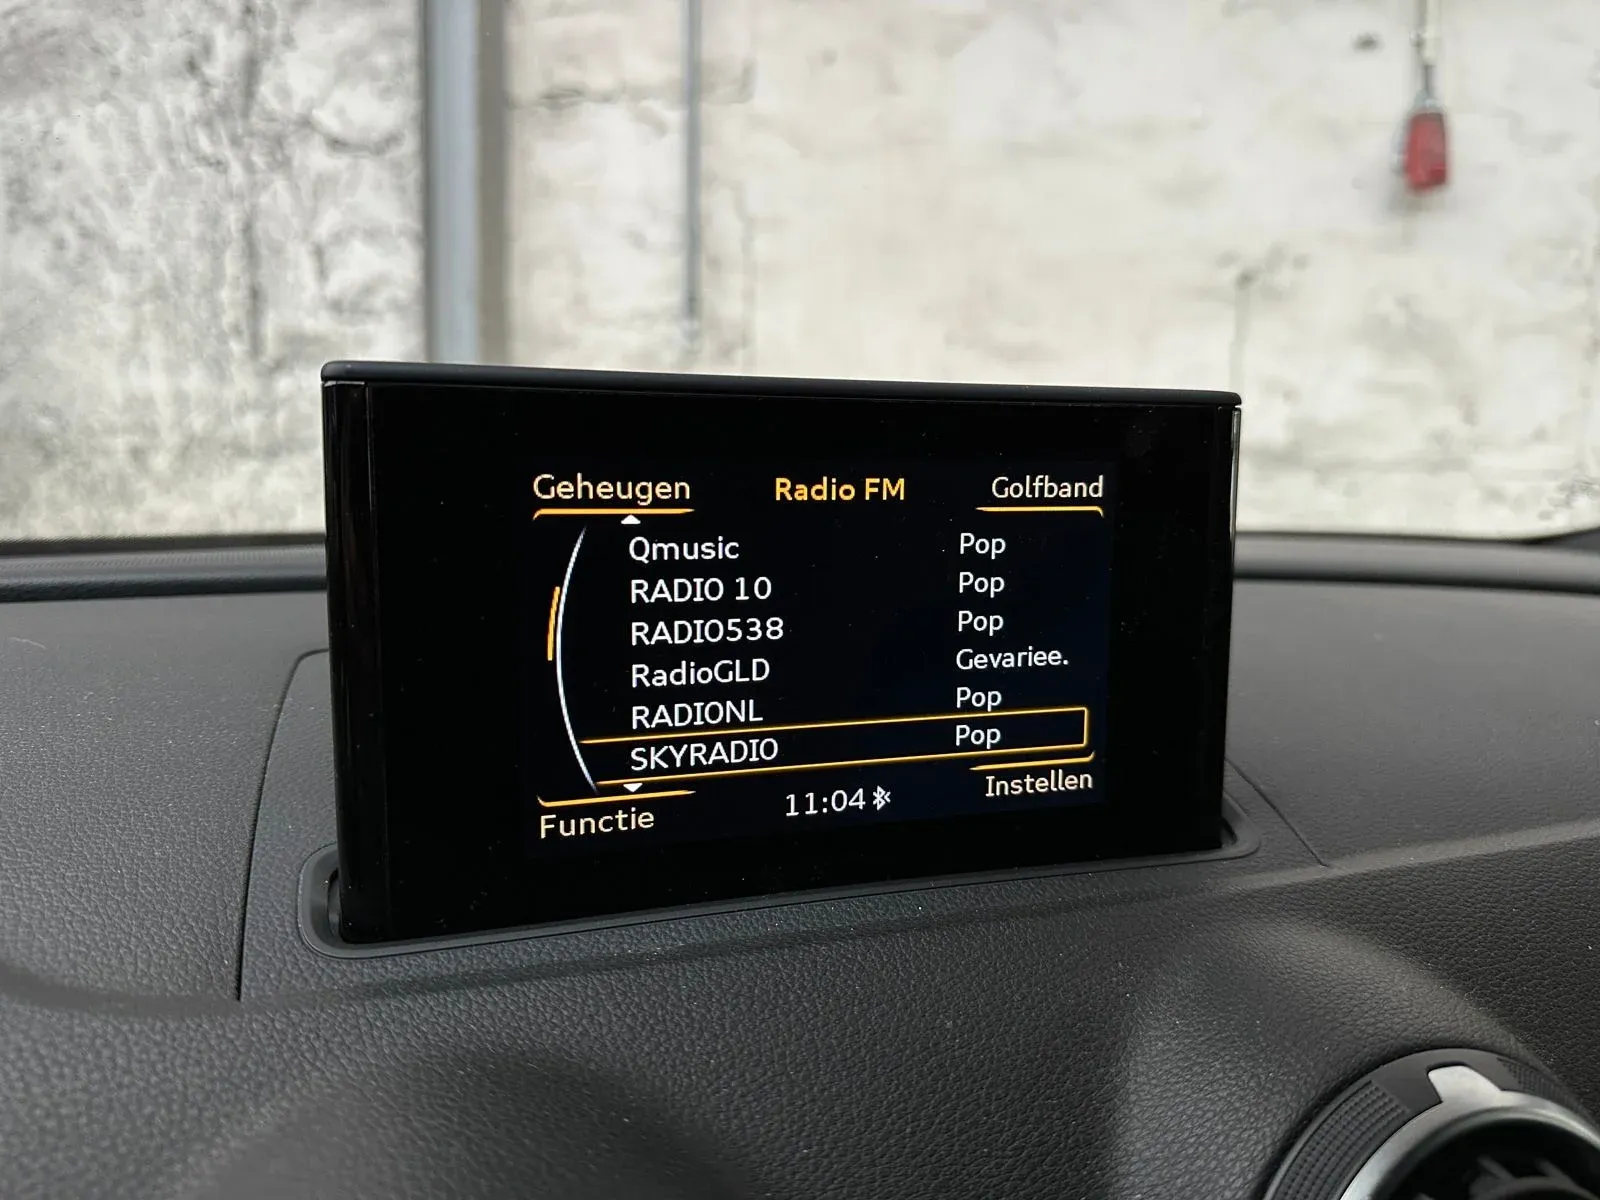 Geheugen Radio FM Golfband
Qmusic Pop
RADIO 10 Pop
RADIO538 Pop
RadioGLD Gevariee.
RADIONL Pop
SKYRADIO Pop
Functie 11:04 Instellen